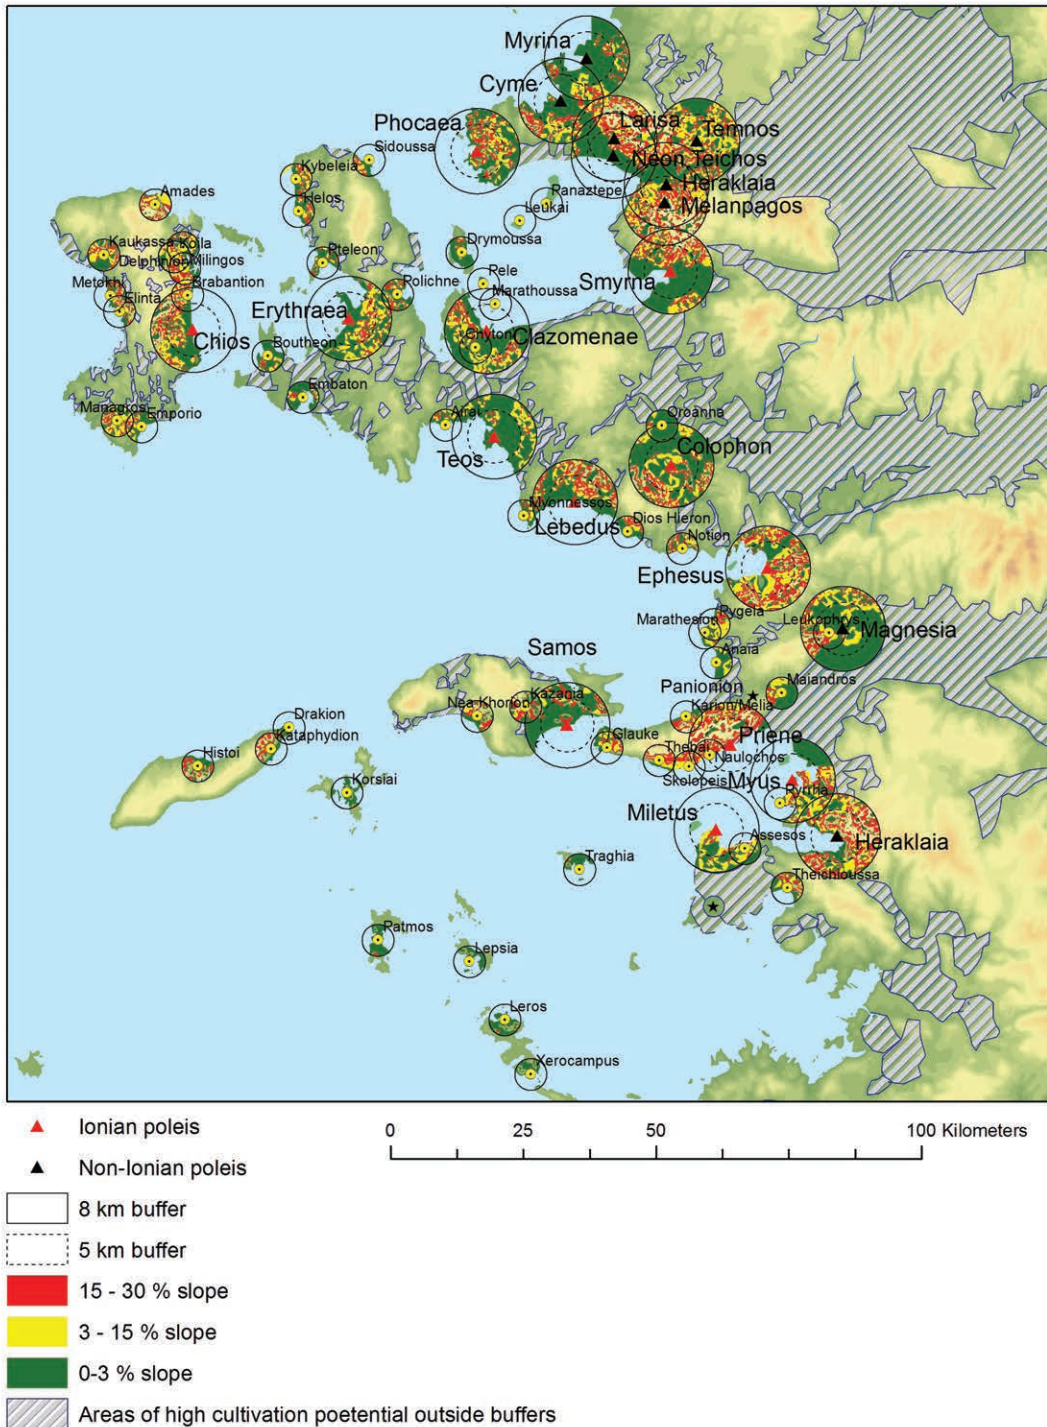 Myrina
Cyme
Phocaea
Larisa
Temnos
Sidoussa
Neon Teichos
Kybeleia
Heraklaia
Panaztepe
Amades
Helos
Leukai
Melanpagos
Kaukassa
Koila
Drymoussa
Delphinion
Milingos
Pteleon
Pele
Smyrna
Metokhi
Brabantion
Polichne
Marathoussa
Elinta
Erythraea
Chios
Chyton
Clazomenae
Boutheon
Embaton
Managros
Emporio
Airai
Oroanna
Teos
Colophon
Myonnessos
Lebedus
Dios Hieron
Notion
Ephesus
Marathesion
Pygela
Leukophrys
Magnesia
Samos
Anaia
Panionion
Maiandros
Nea Khorion
Kazania
Karion/Melia
Drakion
Glauke
Priene
Kataphydion
Thebai
Naulochos
Histoi
Skolopeis
Myus
Korsiai
Pyrrha
Miletus
Assesos
Heraklaia
Traghia
Theichioussa
Patmos
Lepsia
Leros
Xerocampus
Ionian poleis
0 25 50 100 Kilometers
Non-Ionian poleis
8 km buffer
5 km buffer
15 - 30 % slope
3 - 15 % slope
0-3 % slope
Areas of high cultivation poetential outside buffers